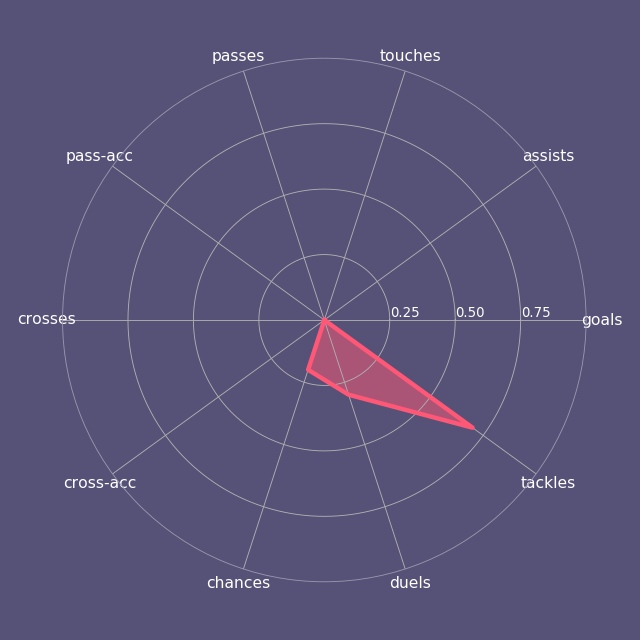 passes
touches
pass-acc
assists
0.25
0.50
0.75
crosses
goals
cross-acc
tackles
chances
duels